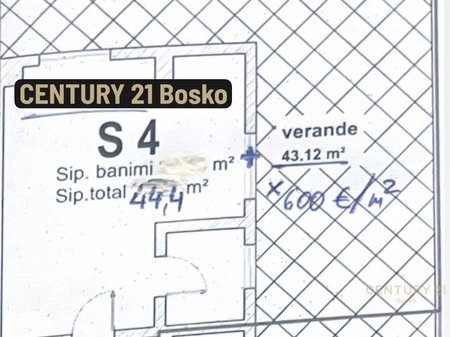 CENTURY 21 Bosko
S 4
Sip. banimi m²
Sip.total 44,4 m²
verande
43.12 m²
+
x600 €/m²
CENTURY 21